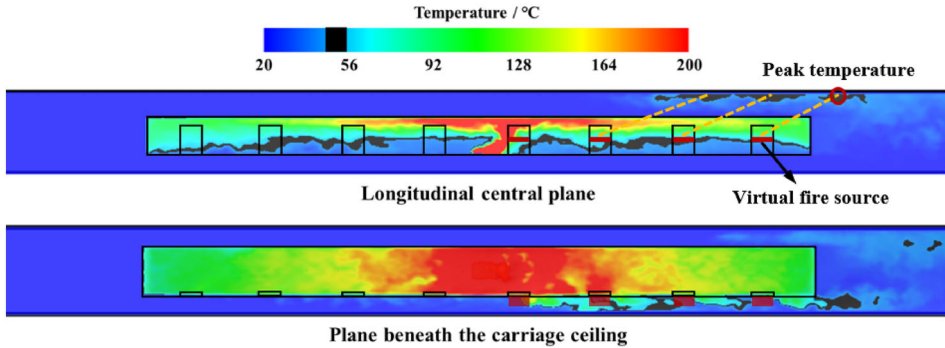 Temperature / °C
20 56 92 128 164 200
Peak temperature
Longitudinal central plane
Virtual fire source
Plane beneath the carriage ceiling